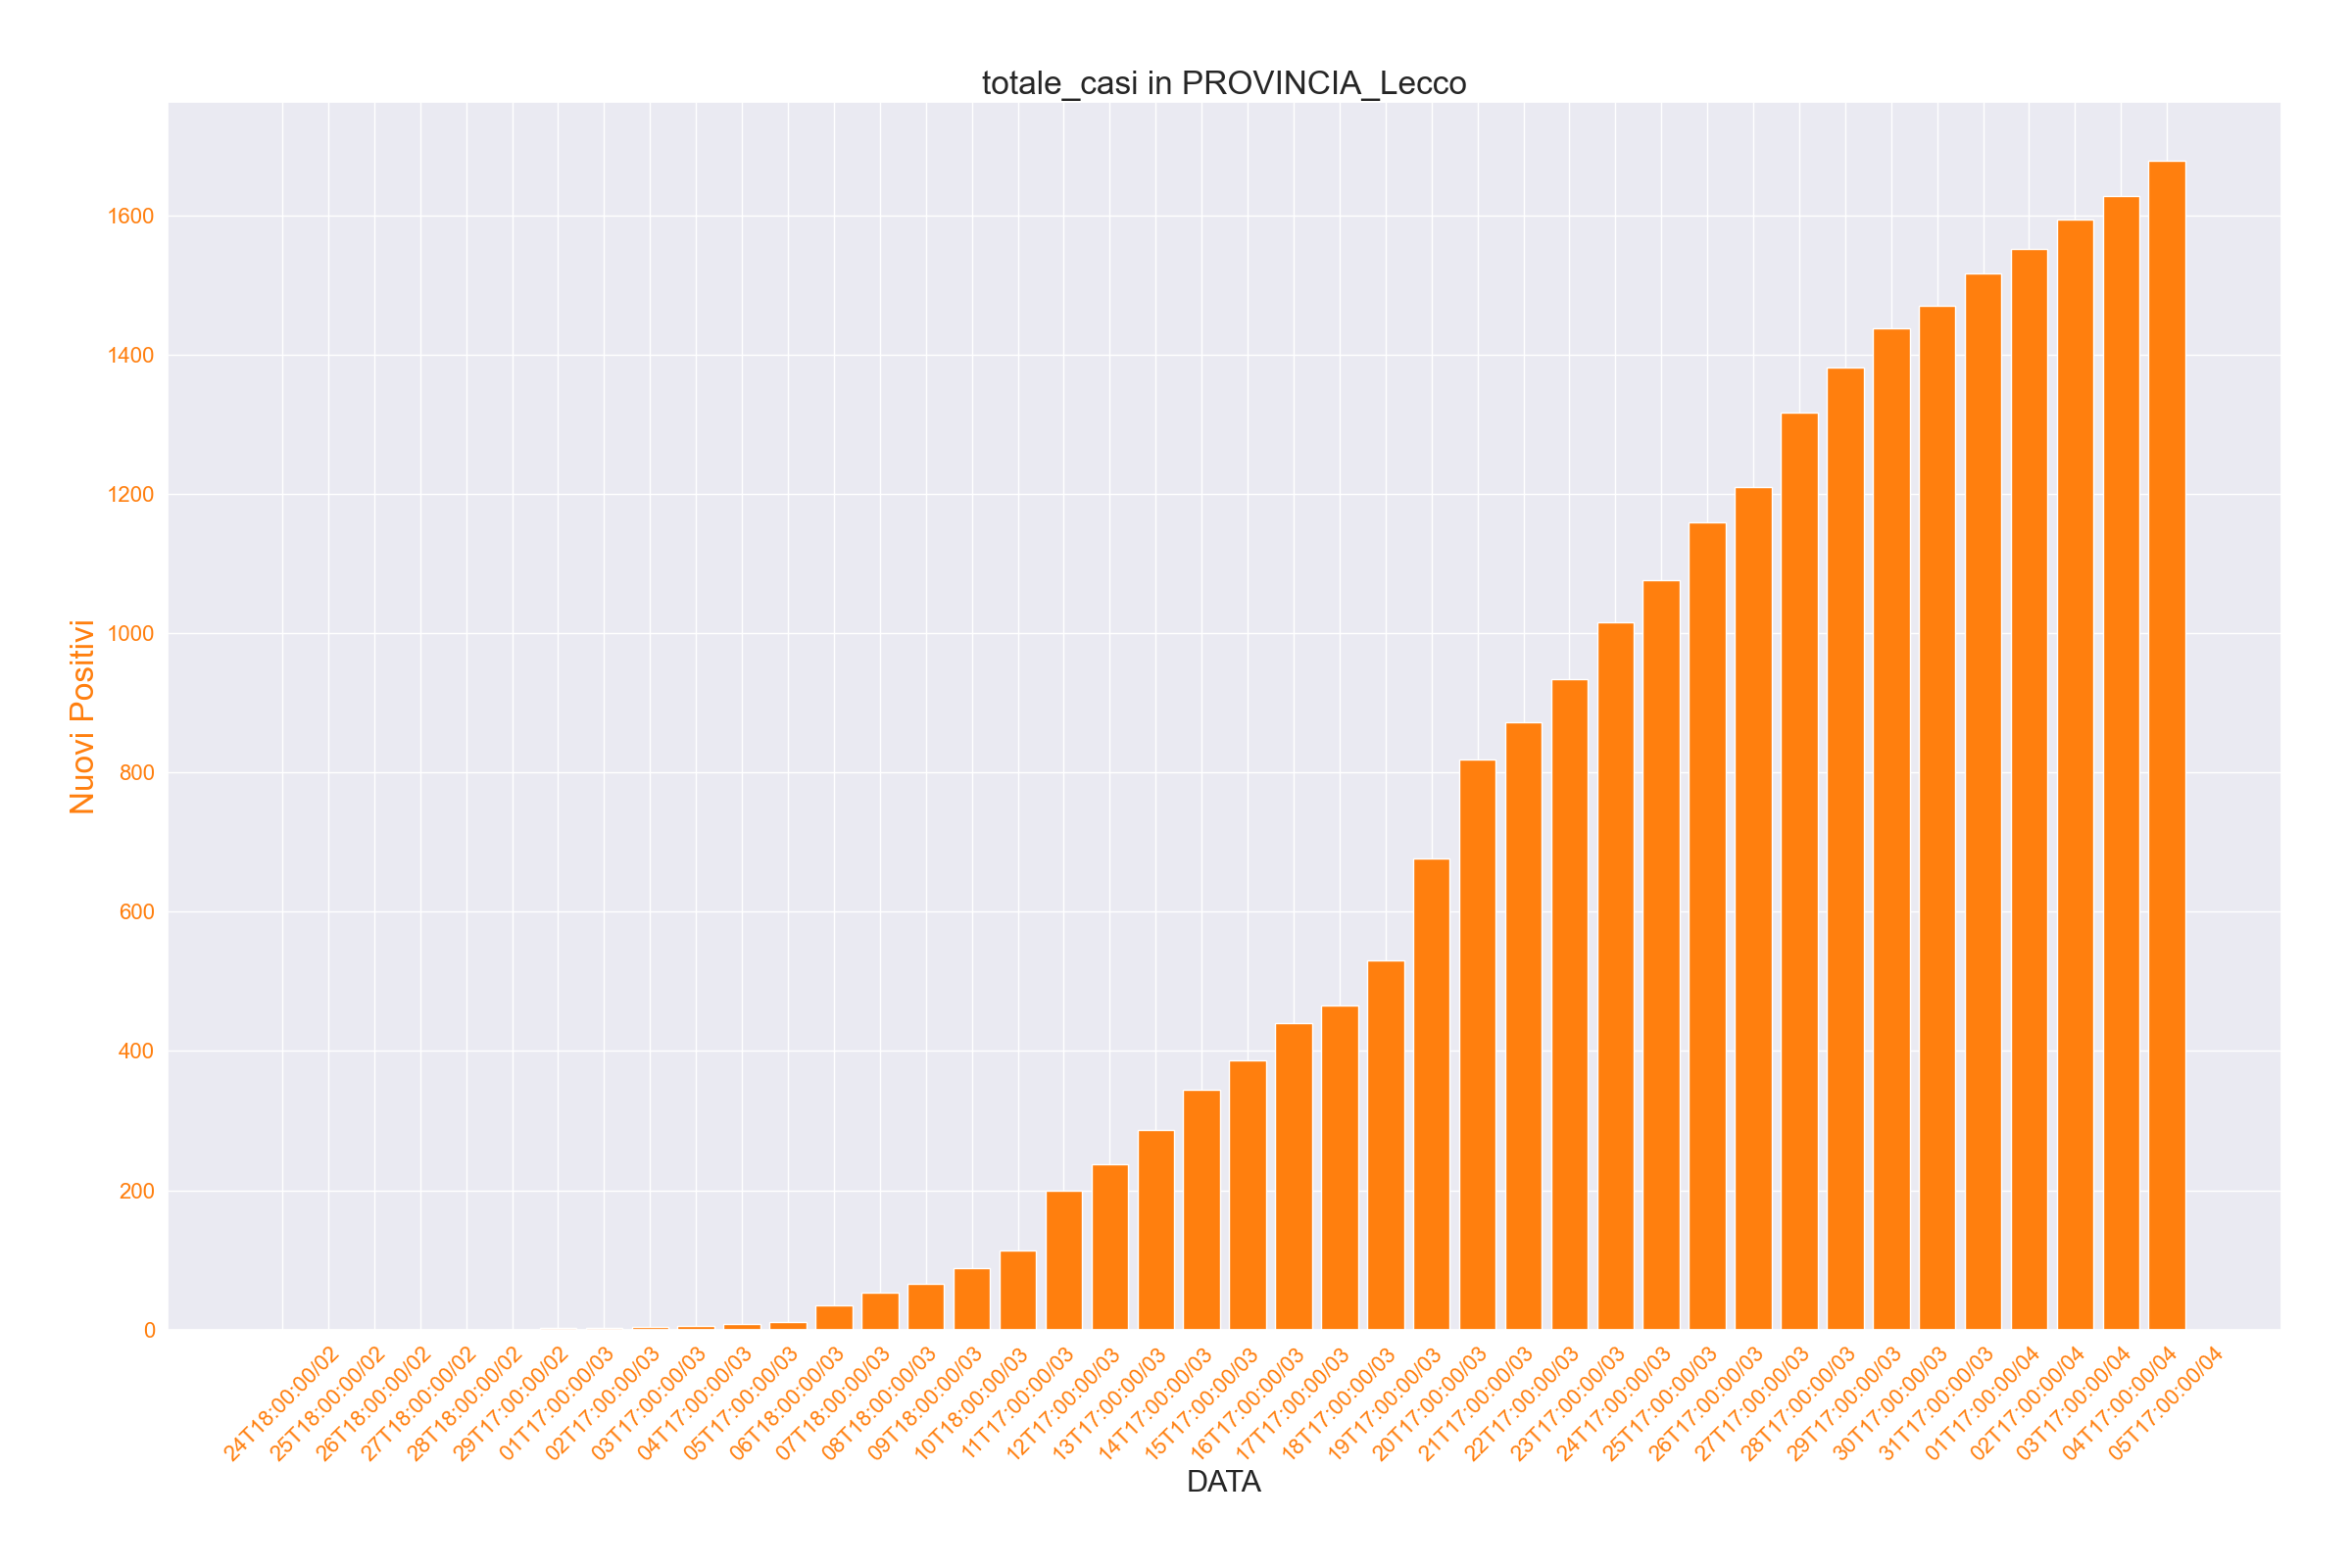 totale_casi in PROVINCIA_Lecco
Nuovi Positivi
1600
1400
1200
1000
800
600
400
200
0
24T18:00:00/02
25T18:00:00/02
26T18:00:00/02
27T18:00:00/02
28T18:00:00/02
29T17:00:00/02
01T17:00:00/03
02T17:00:00/03
03T17:00:00/03
04T17:00:00/03
05T17:00:00/03
06T18:00:00/03
07T18:00:00/03
08T18:00:00/03
09T18:00:00/03
10T18:00:00/03
11T17:00:00/03
12T17:00:00/03
13T17:00:00/03
14T17:00:00/03
15T17:00:00/03
16T17:00:00/03
17T17:00:00/03
18T17:00:00/03
19T17:00:00/03
20T17:00:00/03
21T17:00:00/03
22T17:00:00/03
23T17:00:00/03
24T17:00:00/03
25T17:00:00/03
26T17:00:00/03
27T17:00:00/03
28T17:00:00/03
29T17:00:00/03
30T17:00:00/03
31T17:00:00/03
01T17:00:00/04
02T17:00:00/04
03T17:00:00/04
04T17:00:00/04
05T17:00:00/04
DATA